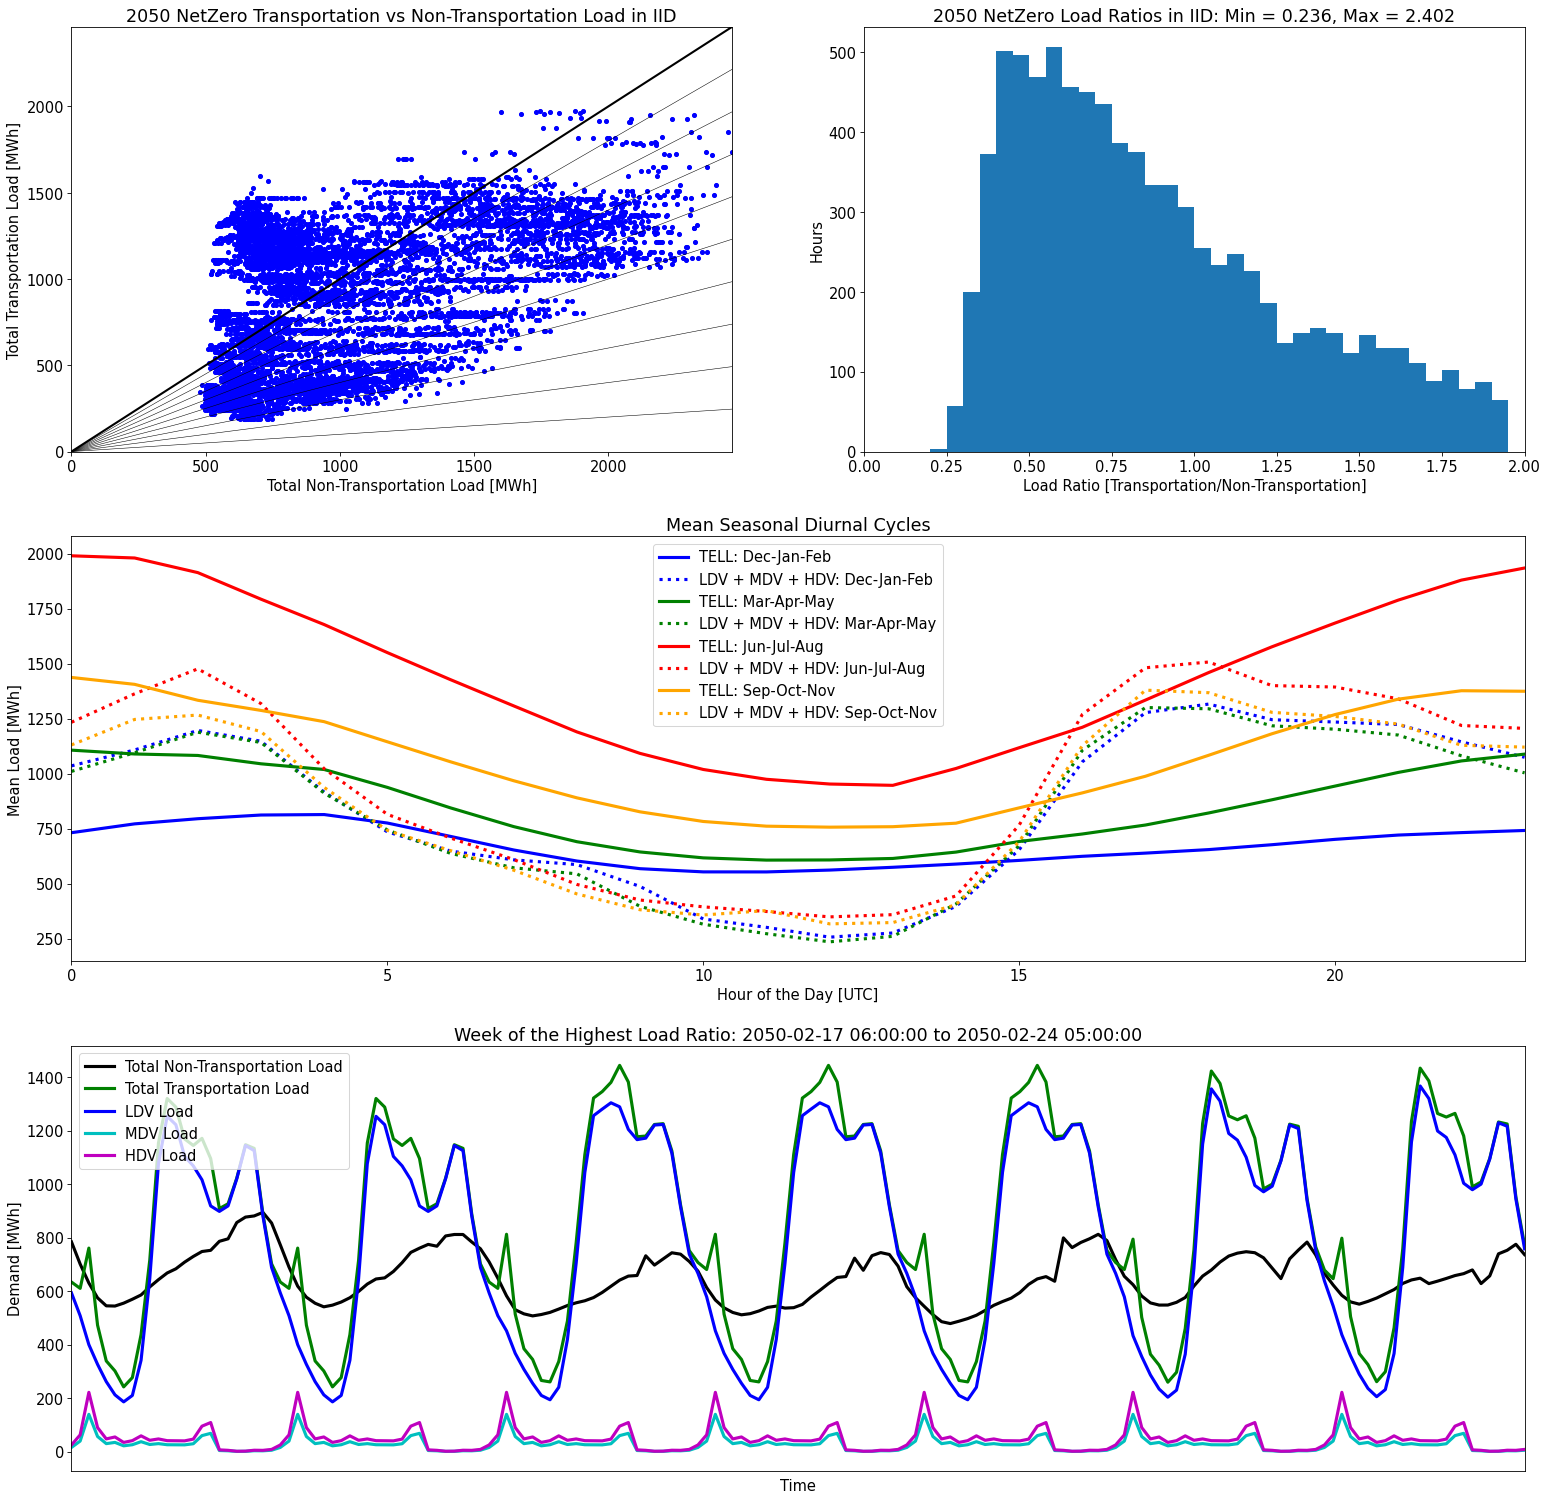 2050 NetZero Transportation vs Non-Transportation Load in IID
Total Transportation Load [MWh]
2000
1500
1000
500
0
0 500 1000 1500 2000
Total Non-Transportation Load [MWh]
2050 NetZero Load Ratios in IID: Min = 0.236, Max = 2.402
Hours
500
400
300
200
100
0
0.00 0.25 0.50 0.75 1.00 1.25 1.50 1.75 2.00
Load Ratio [Transportation/Non-Transportation]
Mean Seasonal Diurnal Cycles
Mean Load [MWh]
2000
1750
1500
1250
1000
750
500
250
TELL: Dec-Jan-Feb
LDV + MDV + HDV: Dec-Jan-Feb
TELL: Mar-Apr-May
LDV + MDV + HDV: Mar-Apr-May
TELL: Jun-Jul-Aug
LDV + MDV + HDV: Jun-Jul-Aug
TELL: Sep-Oct-Nov
LDV + MDV + HDV: Sep-Oct-Nov
0 5 10 15 20
Hour of the Day [UTC]
Week of the Highest Load Ratio: 2050-02-17 06:00:00 to 2050-02-24 05:00:00
Demand [MWh]
1400
1200
1000
800
600
400
200
0
Total Non-Transportation Load
Total Transportation Load
LDV Load
MDV Load
HDV Load
Time